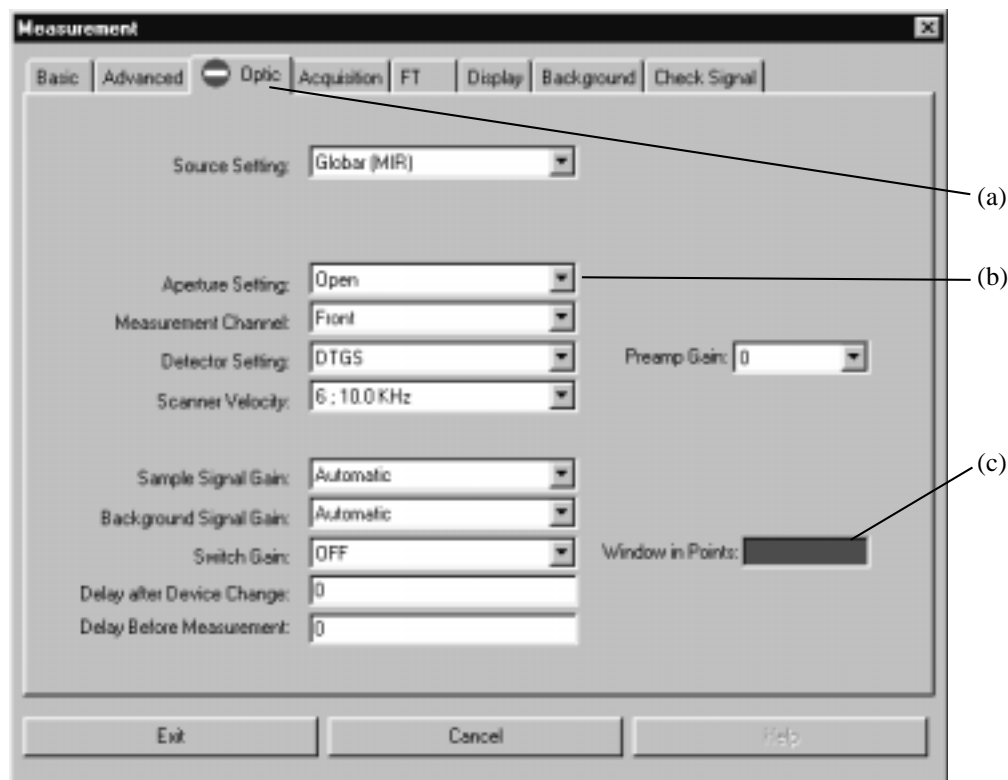 Measurement
Basic Advanced Optic Acquisition FT Display Background Check Signal
Source Setting: Globar (MIR)
(a)
Aperture Setting: Open
(b)
Measurement Channel: Front
Detector Setting: DTGS
Preamp Gain: 0
Scanner Velocity: 6 ; 10.0 KHz
Sample Signal Gain: Automatic
(c)
Background Signal Gain: Automatic
Switch Gain: OFF
Window in Points:
Delay after Device Change: 0
Delay Before Measurement: 0
Exit Cancel Help